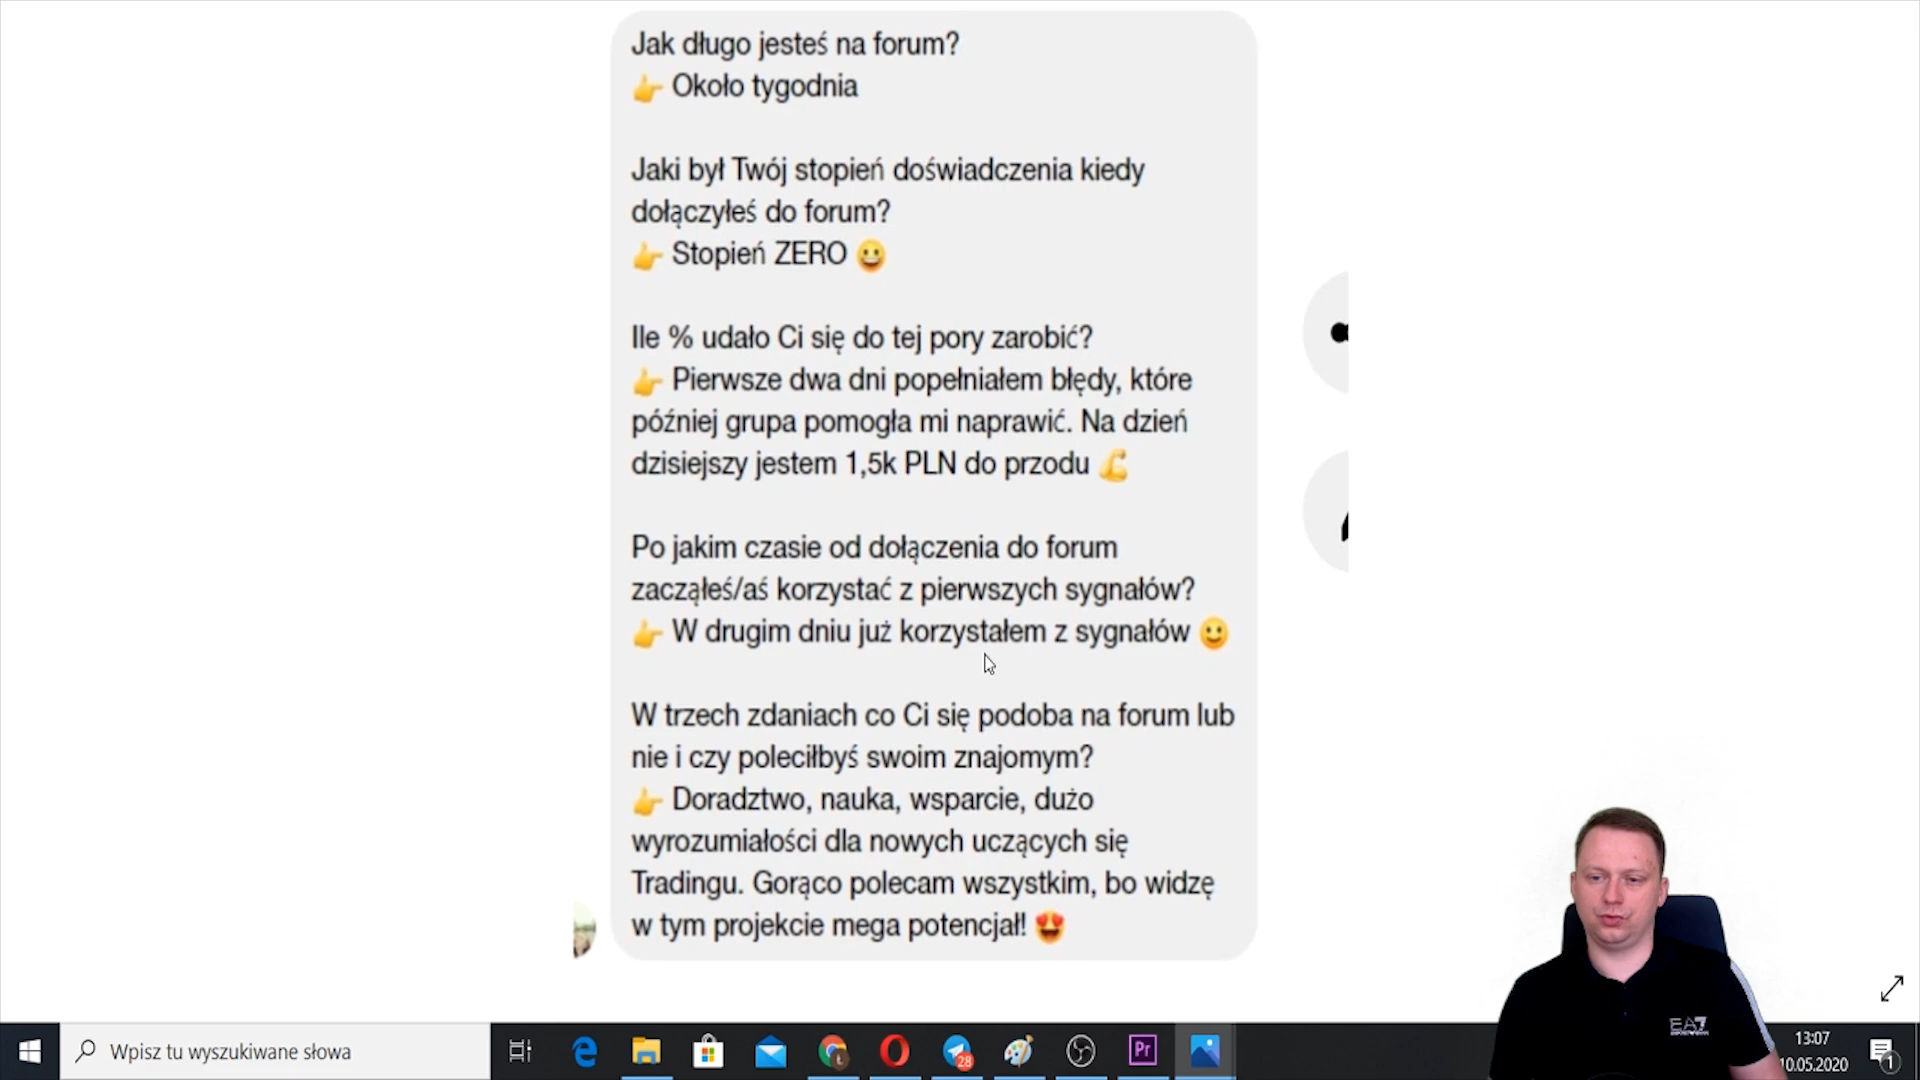 Jak długo jesteś na forum?
👉 Około tygodnia
Jaki był Twój stopień doświadczenia kiedy
dołączyłeś do forum?
👉 Stopień ZERO 😀
Ile % udało Ci się do tej pory zarobić?
👉 Pierwsze dwa dni popełniałem błędy, które
później grupa pomogła mi naprawić. Na dzień
dzisiejszy jestem 1,5k PLN do przodu 💪
Po jakim czasie od dołączenia do forum
zacząłeś/aś korzystać z pierwszych sygnałów?
👉 W drugim dniu już korzystałem z sygnałów 🙂
W trzech zdaniach co Ci się podoba na forum lub
nie i czy poleciłbyś swoim znajomym?
👉 Doradztwo, nauka, wsparcie, dużo
wyrozumiałości dla nowych uczących się
Tradingu. Gorąco polecam wszystkim, bo widzę
w tym projekcie mega potencjał! 😍
EA7
Wpisz tu wyszukiwane słowa
L
28
Pr
13:07
10.05.2020
1